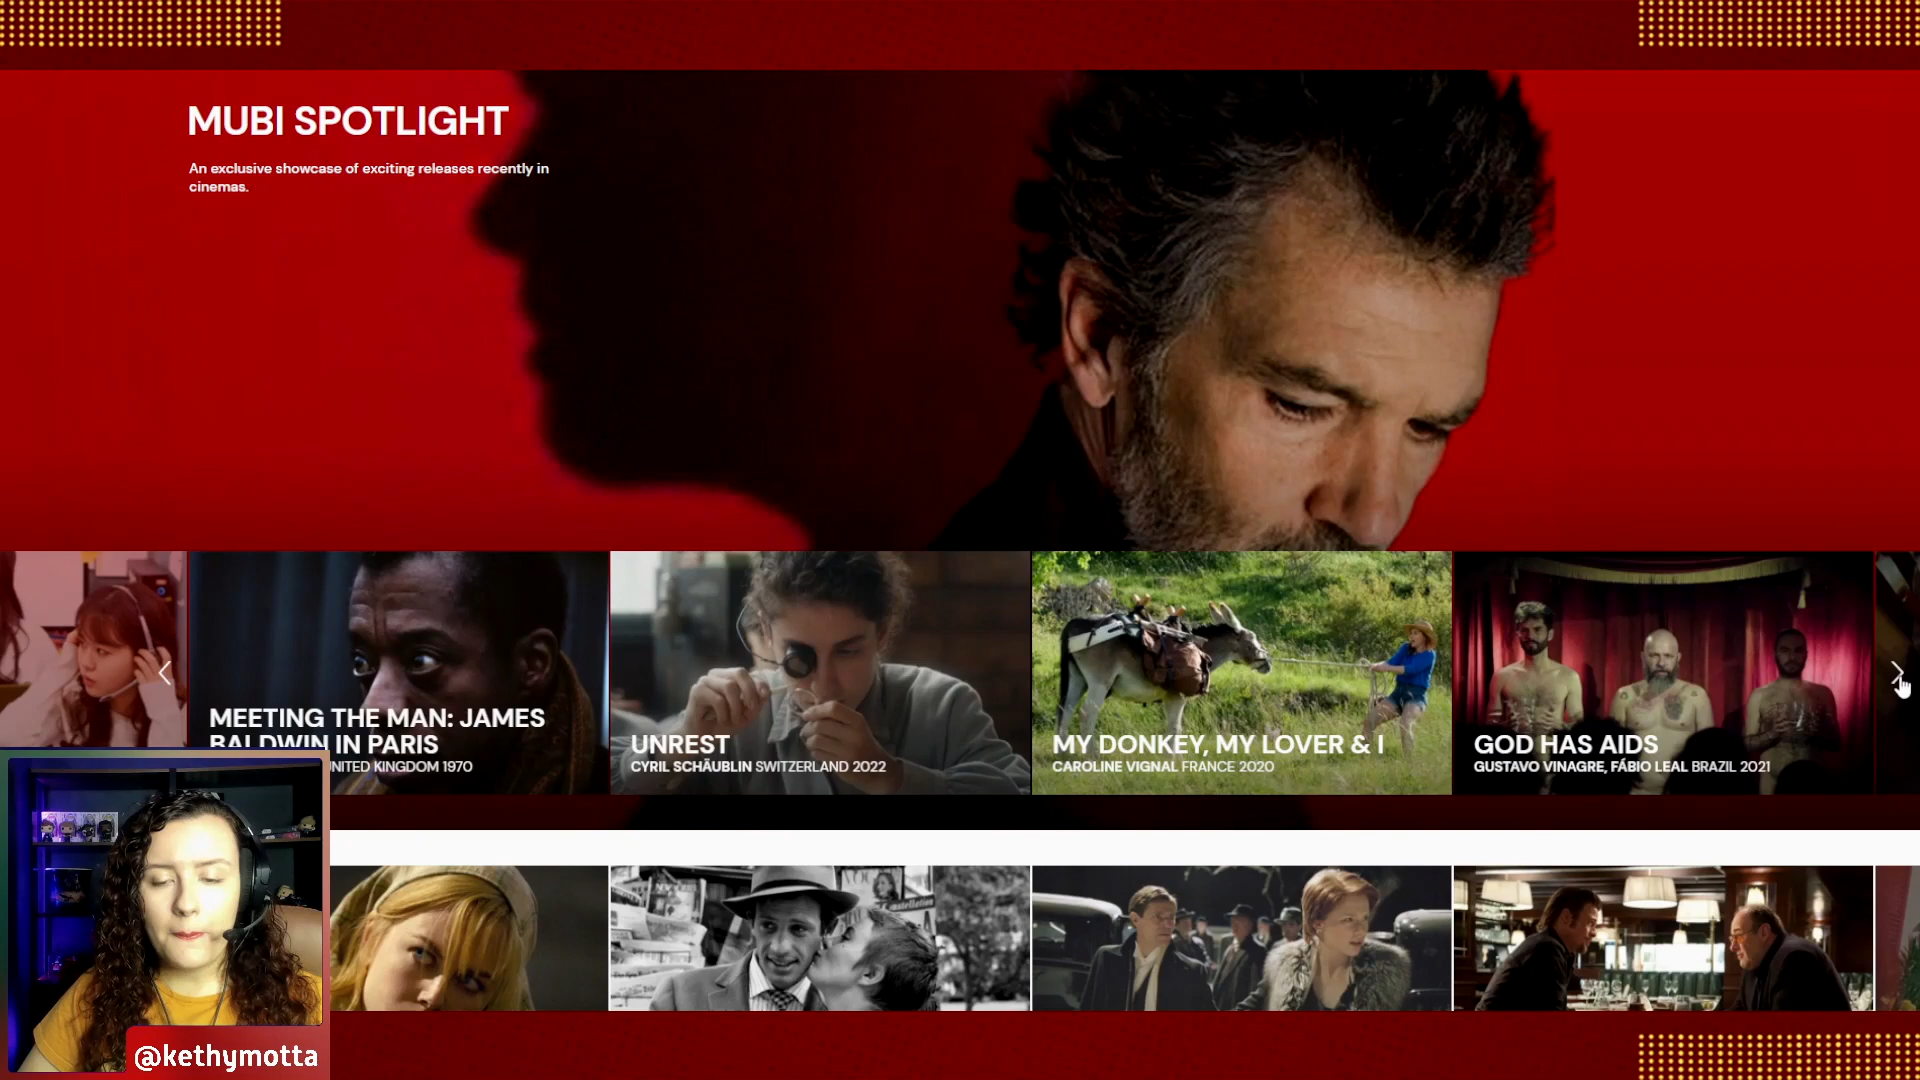 MUBI SPOTLIGHT
An exclusive showcase of exciting releases recently in
cinemas.
MEETING THE MAN: JAMES
BALDWIN IN PARIS
UNITED KINGDOM 1970
UNREST
CYRIL SCHÄUBLIN SWITZERLAND 2022
MY DONKEY, MY LOVER & I
CAROLINE VIGNAL FRANCE 2020
GOD HAS AIDS
GUSTAVO VINAGRE, FÁBIO LEAL BRAZIL 2021
@kethymotta